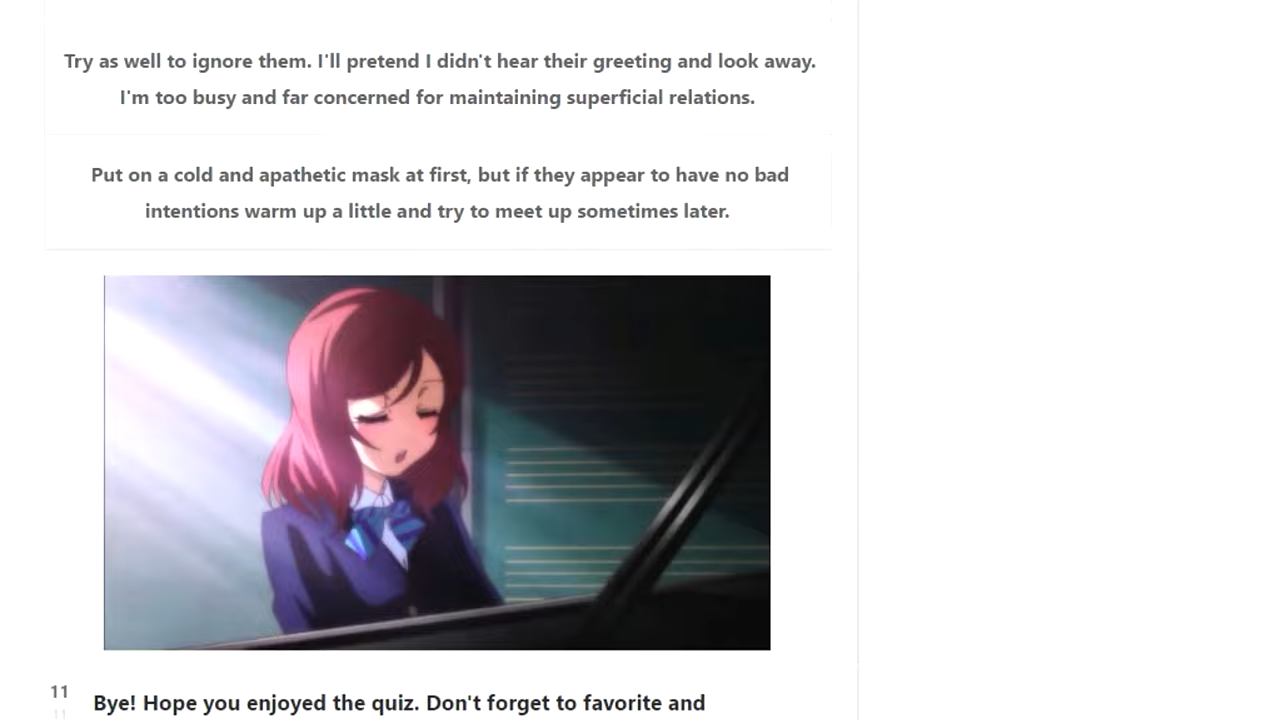 Try as well to ignore them. I'll pretend I didn't hear their greeting and look away.
I'm too busy and far concerned for maintaining superficial relations.
Put on a cold and apathetic mask at first, but if they appear to have no bad
intentions warm up a little and try to meet up sometimes later.
11
11
Bye! Hope you enjoyed the quiz. Don't forget to favorite and